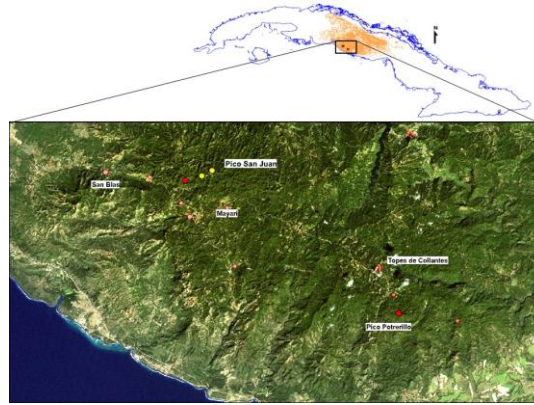 N
Pico San Juan
San Blas
Mayarí
Topes de Collantes
Pico Potrerillo